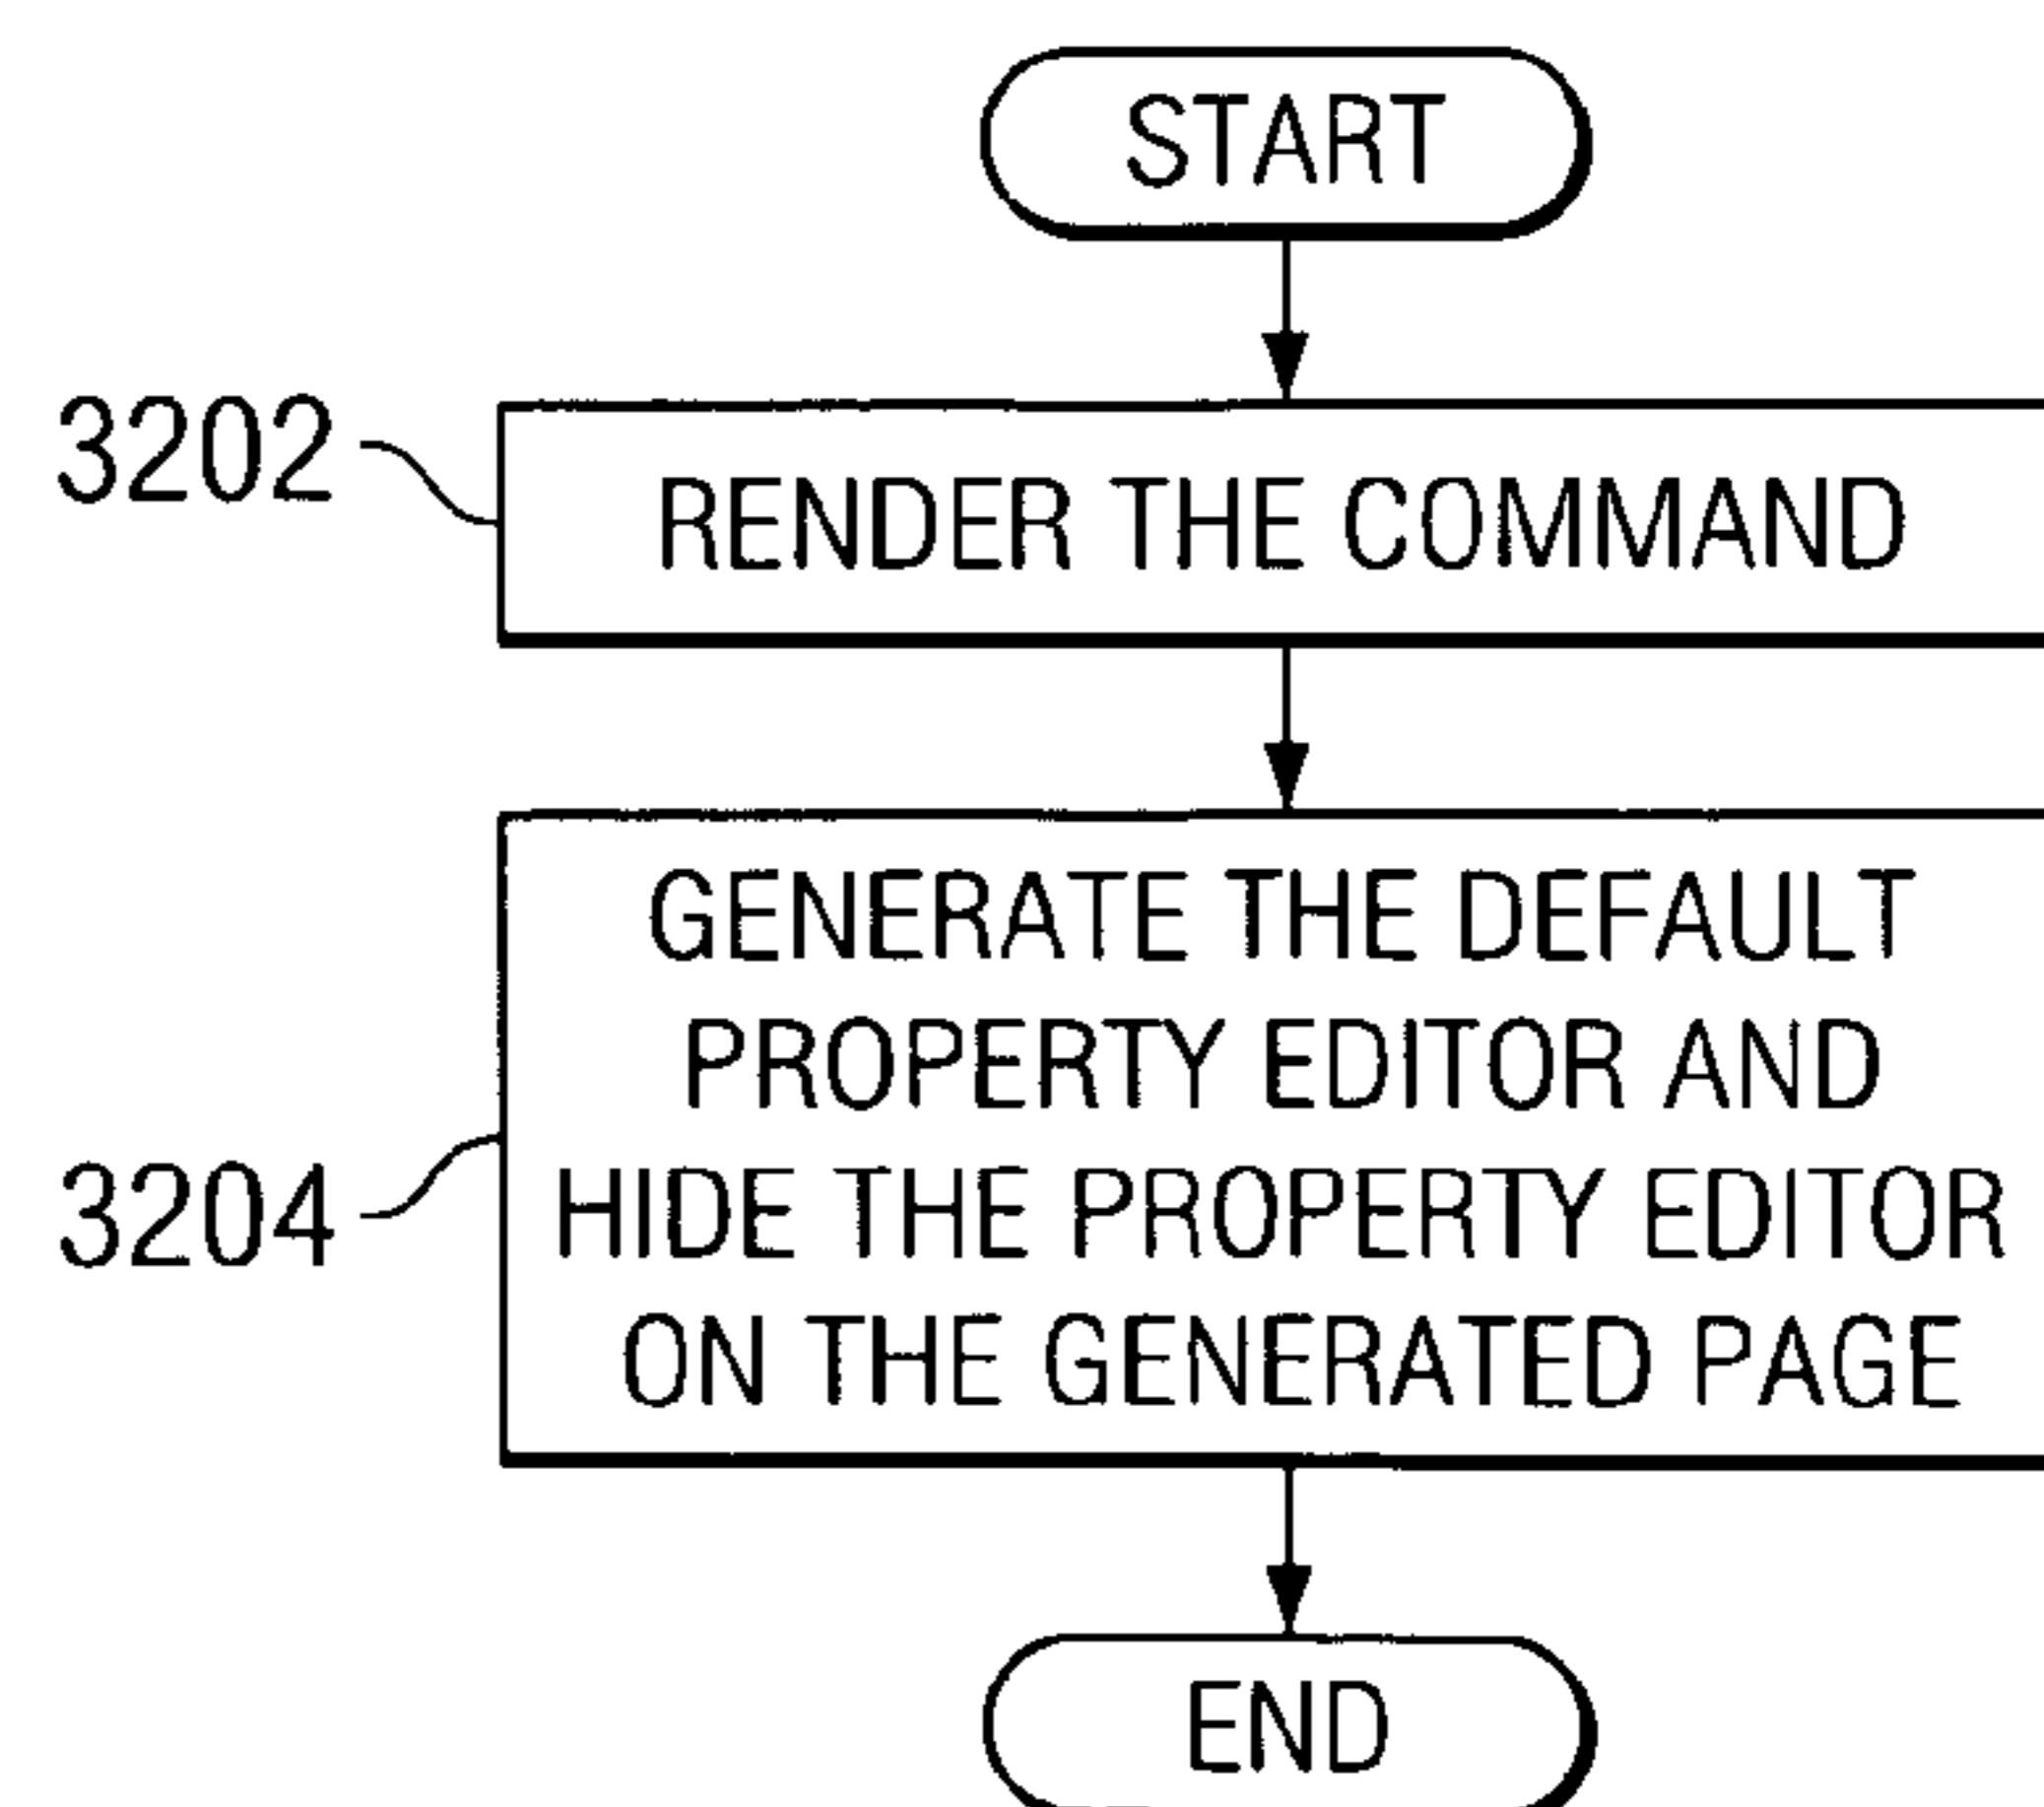 START
3202
RENDER THE COMMAND
GENERATE THE DEFAULT
PROPERTY EDITOR AND
HIDE THE PROPERTY EDITOR
ON THE GENERATED PAGE
3204
END